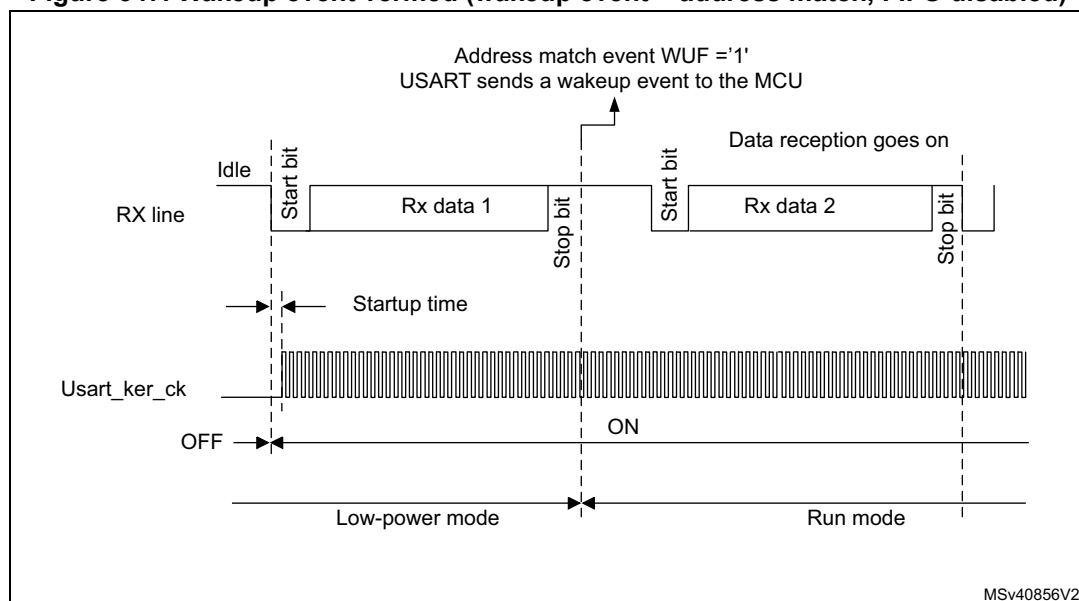 Address match event WUF ='1'
USART sends a wakeup event to the MCU
Data reception goes on
Idle
Start bit
Start bit
RX line
Rx data 1
Rx data 2
Stop bit
Stop bit
Startup time
Usart_ker_ck
OFF
ON
Low-power mode
Run mode
MSv40856V2